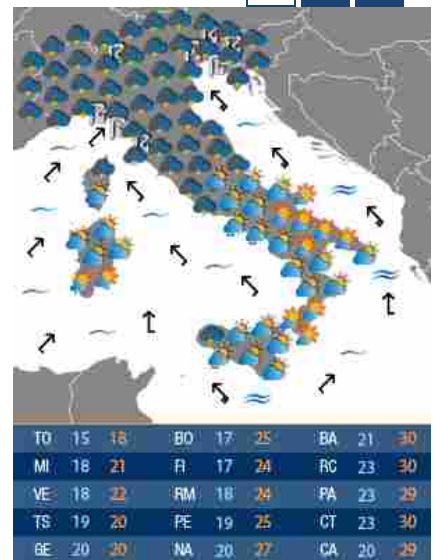 TO 15 18 BO 17 25 BA 21 30
MI 18 21 FI 17 24 RC 23 30
VE 18 22 RM 18 24 PA 23 29
TS 19 20 PE 19 25 CT 23 30
GE 20 20 NA 20 27 CA 20 29